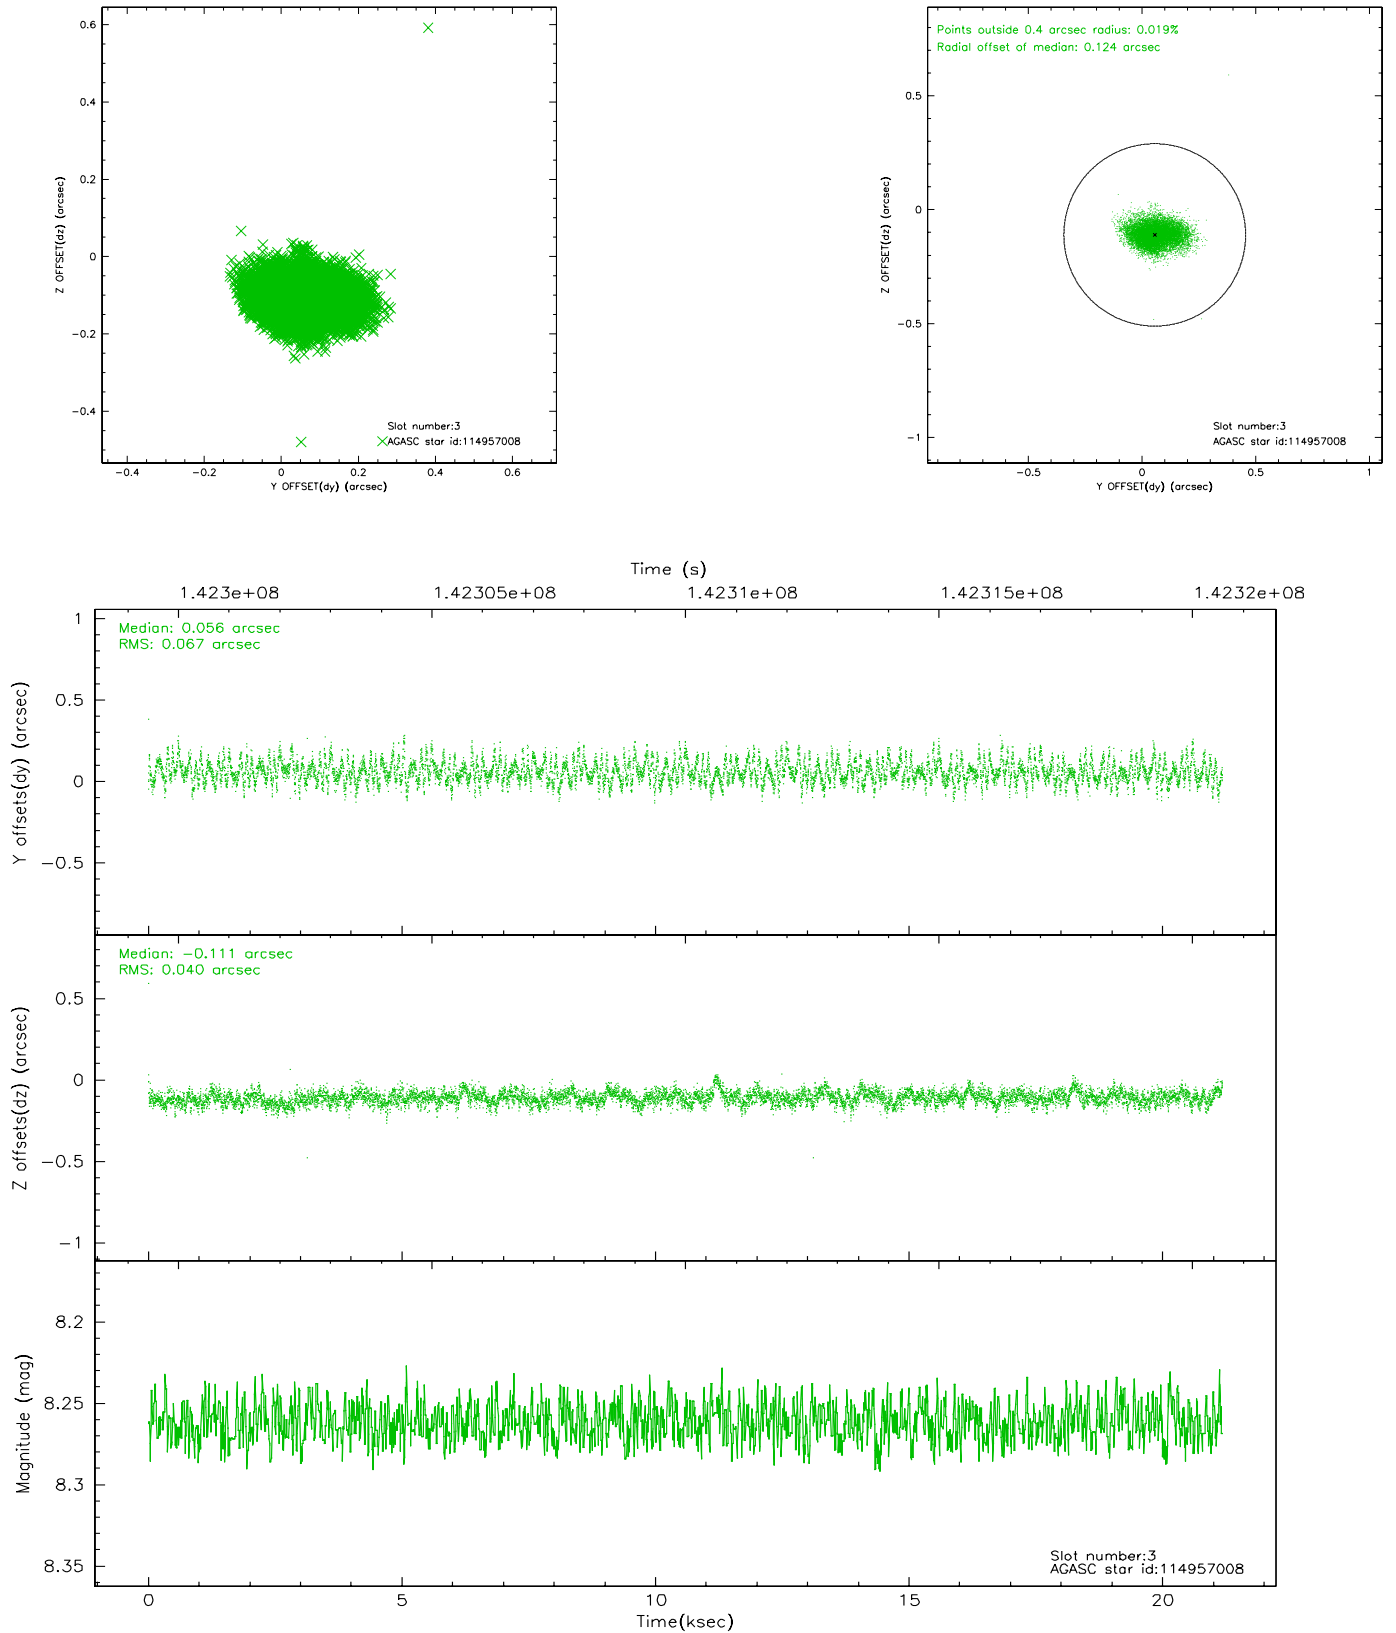 0.6
0.4
0.2
0
−0.2
−0.4
Z OFFSET(dz) (arcsec)
Slot number:3
AGASC star id:114957008
−0.4 −0.2 0 0.2 0.4 0.6
Y OFFSET(dy) (arcsec)
Points outside 0.4 arcsec radius: 0.019%
Radial offset of median: 0.124 arcsec
0.5
0
−0.5
−1
Z OFFSET(dz) (arcsec)
Slot number:3
AGASC star id:114957008
−0.5 0 0.5 1
Y OFFSET(dy) (arcsec)
Time (s)
1.423e+08 1.42305e+08 1.4231e+08 1.42315e+08 1.4232e+08
Median: 0.056 arcsec
RMS: 0.067 arcsec
1
0.5
0
−0.5
Y offsets(dy) (arcsec)
Median: −0.111 arcsec
RMS: 0.040 arcsec
0.5
0
−0.5
−1
Z offsets(dz) (arcsec)
8.2
8.25
8.3
8.35
Magnitude (mag)
Slot number:3
AGASC star id:114957008
0 5 10 15 20
Time(ksec)